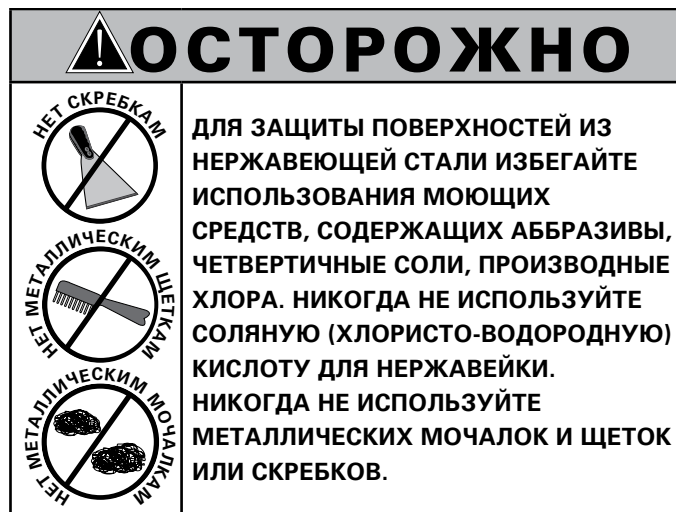 ОСТОРОЖНО
НЕТ СКРЕБКАМ
НЕТ МЕТАЛЛИЧЕСКИМ ЩЕТКАМ
НЕТ МЕТАЛЛИЧЕСКИМ МОЧАЛКАМ
ДЛЯ ЗАЩИТЫ ПОВЕРХНОСТЕЙ ИЗ
НЕРЖАВЕЮЩЕЙ СТАЛИ ИЗБЕГАЙТЕ
ИСПОЛЬЗОВАНИЯ МОЮЩИХ
СРЕДСТВ, СОДЕРЖАЩИХ АББРАЗИВЫ,
ЧЕТВЕРТИЧНЫЕ СОЛИ, ПРОИЗВОДНЫЕ
ХЛОРА. НИКОГДА НЕ ИСПОЛЬЗУЙТЕ
СОЛЯНУЮ (ХЛОРИСТО-ВОДОРОДНУЮ)
КИСЛОТУ ДЛЯ НЕРЖАВЕЙКИ.
НИКОГДА НЕ ИСПОЛЬЗУЙТЕ
МЕТАЛЛИЧЕСКИХ МОЧАЛОК И ЩЕТОК
ИЛИ СКРЕБКОВ.